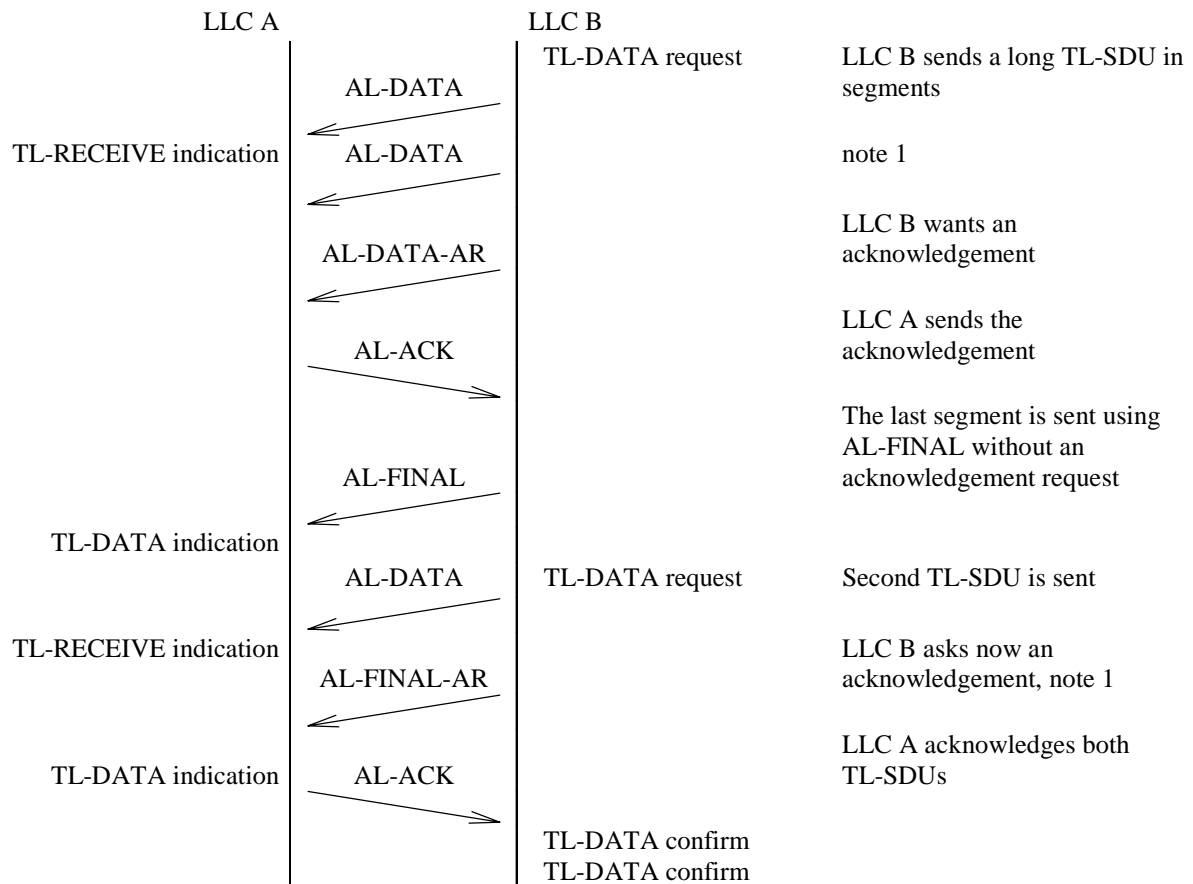 LLC A LLC B
TL-DATA request LLC B sends a long TL-SDU in
AL-DATA segments
TL-RECEIVE indication AL-DATA note 1
LLC B wants an
AL-DATA-AR acknowledgement
LLC A sends the
AL-ACK acknowledgement
The last segment is sent using
AL-FINAL without an
AL-FINAL acknowledgement request
TL-DATA indication
AL-DATA TL-DATA request Second TL-SDU is sent
TL-RECEIVE indication LLC B asks now an
AL-FINAL-AR acknowledgement, note 1
LLC A acknowledges both
TL-DATA indication AL-ACK TL-SDUs
TL-DATA confirm
TL-DATA confirm